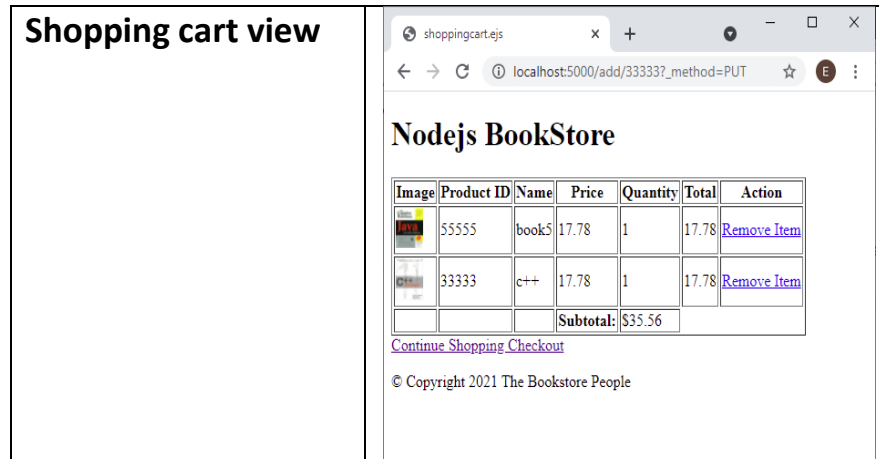 Shopping cart view
shoppingcart.ejs
localhost:5000/add/33333?_method=PUT
E
Nodejs BookStore
Image Product ID Name Price Quantity Total Action
Java
55555 book5 17.78 1 17.78 Remove Item
C++
33333 c++ 17.78 1 17.78 Remove Item
Subtotal: $35.56
Continue Shopping Checkout
© Copyright 2021 The Bookstore People